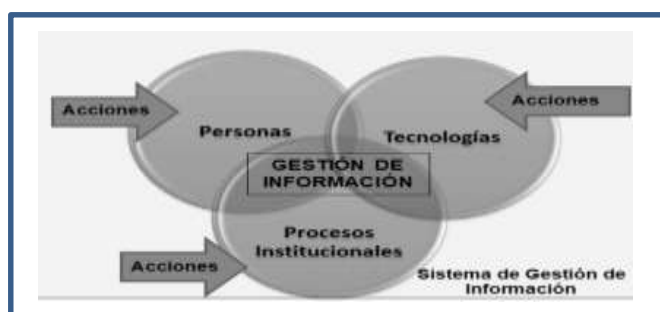 Acciones
Acciones
Personas
Tecnologías
GESTIÓN DE
INFORMACIÓN
Procesos
Institucionales
Acciones
Sistema de Gestión de
Información